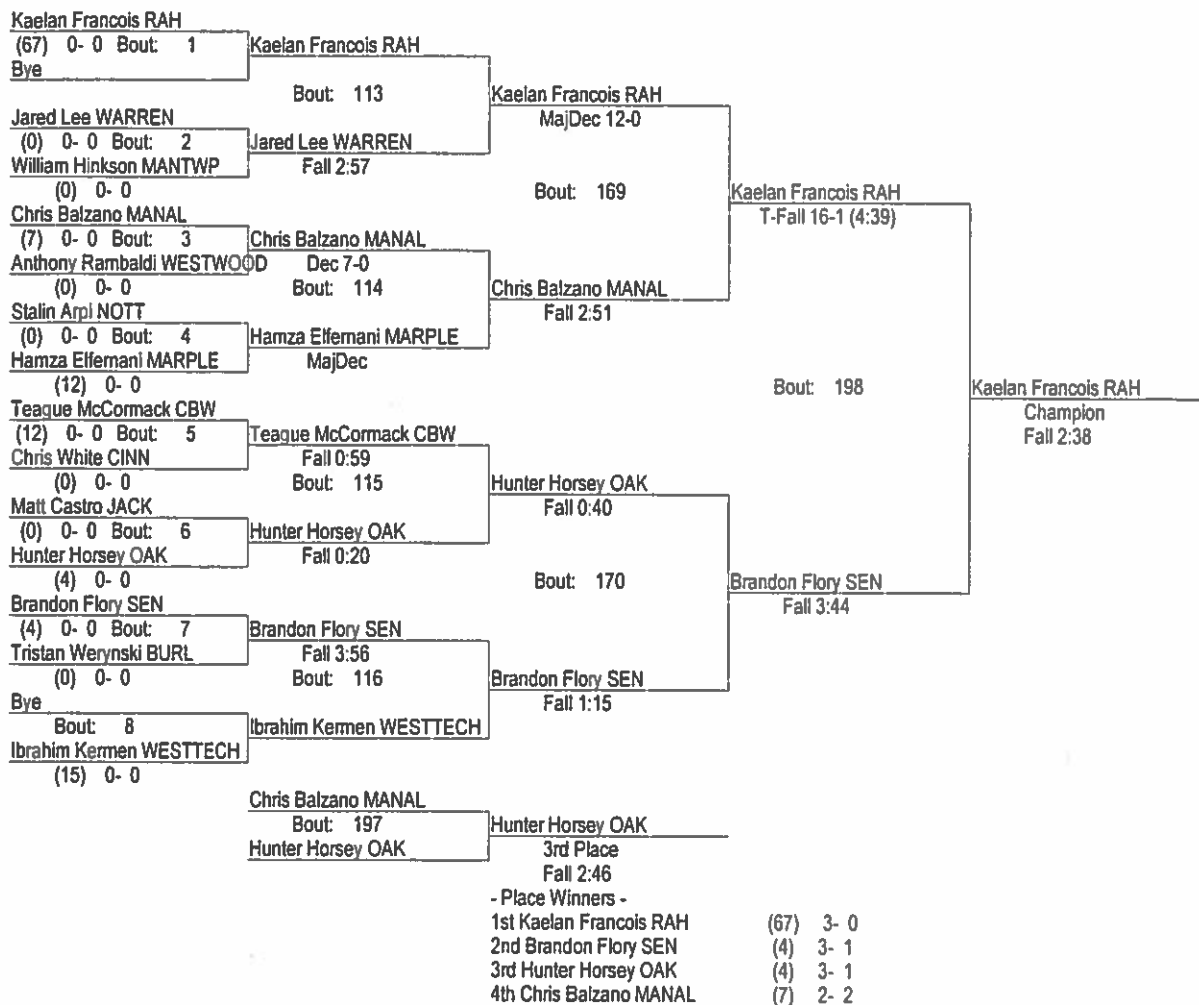 Kaelan Francois RAH
(67) 0- 0 Bout: 1
Bye
Jared Lee WARREN
(0) 0- 0 Bout: 2
William Hinkson MANTWP
(0) 0- 0
Chris Balzano MANAL
(7) 0- 0 Bout: 3
Anthony Rambaldi WESTWOOD
(0) 0- 0
Stalin Arpi NOTT
(0) 0- 0 Bout: 4
Hamza Elfernani MARPLE
(12) 0- 0
Teague McCormack CBW
(12) 0- 0 Bout: 5
Chris White CINN
(0) 0- 0
Matt Castro JACK
(0) 0- 0 Bout: 6
Hunter Horsey OAK
(4) 0- 0
Brandon Flory SEN
(4) 0- 0 Bout: 7
Tristan Werynski BURL
(0) 0- 0
Bye
Bout: 8
Ibrahim Kermen WESTTECH
(15) 0- 0
Kaelan Francois RAH
Bout: 113
Jared Lee WARREN
Fall 2:57
Chris Balzano MANAL
Dec 7-0
Bout: 114
Hamza Elfernani MARPLE
MajDec
Teague McCormack CBW
Fall 0:59
Bout: 115
Hunter Horsey OAK
Fall 0:20
Brandon Flory SEN
Fall 3:56
Bout: 116
Ibrahim Kermen WESTTECH
Kaelan Francois RAH
MajDec 12-0
Bout: 169
Chris Balzano MANAL
Fall 2:51
Hunter Horsey OAK
Fall 0:40
Bout: 170
Brandon Flory SEN
Fall 1:15
Kaelan Francois RAH
T-Fall 16-1 (4:39)
Bout: 198
Brandon Flory SEN
Fall 3:44
Kaelan Francois RAH
Champion
Fall 2:38
Chris Balzano MANAL
Bout: 197
Hunter Horsey OAK
Hunter Horsey OAK
3rd Place
Fall 2:46
- Place Winners -
1st Kaelan Francois RAH (67) 3- 0
2nd Brandon Flory SEN (4) 3- 1
3rd Hunter Horsey OAK (4) 3- 1
4th Chris Balzano MANAL (7) 2- 2